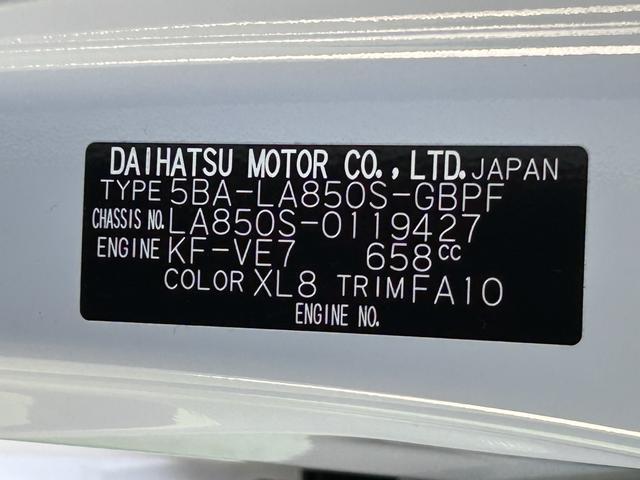 DAIHATSU MOTOR CO., LTD. JAPAN
TYPE 5BA-LA850S-GBPF
CHASSIS NO. LA850S-0119427
ENGINE KF-VE7 658cc
COLOR XL8 TRIM FA10
ENGINE NO.